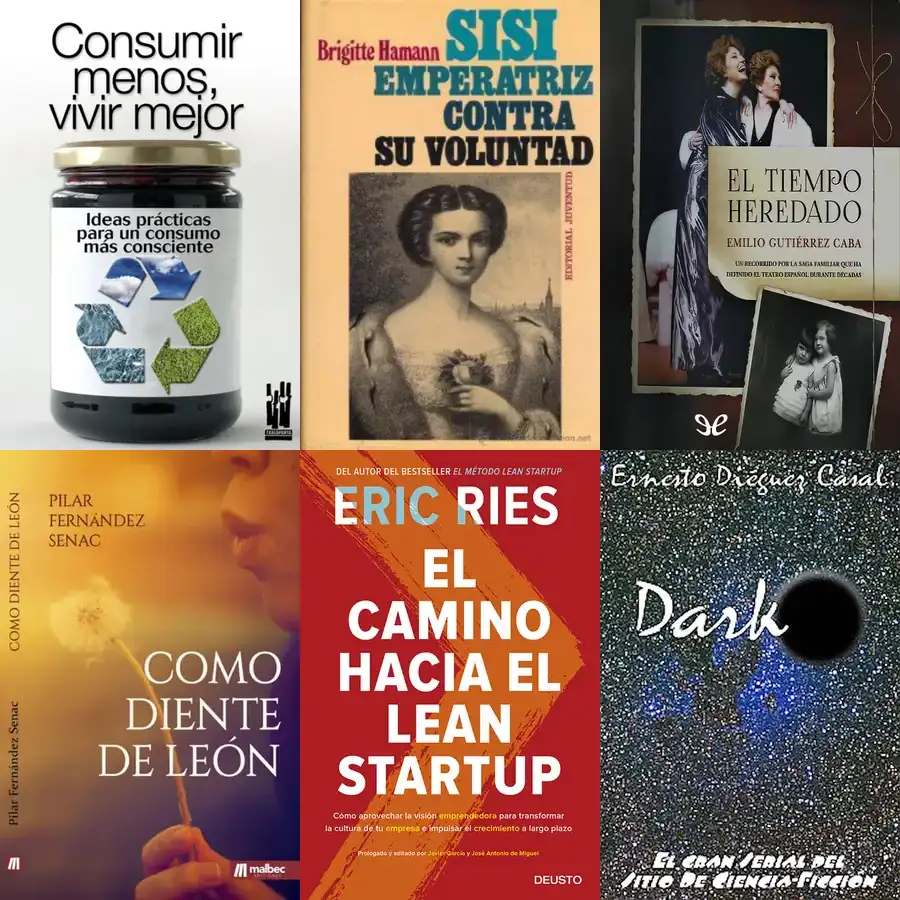 Consumir
menos,
vivir mejor
Ideas prácticas
para un consumo
más consciente
TXALAPARTA
Brigitte Hamann
SISI
EMPERATRIZ
CONTRA
SU VOLUNTAD
EDITORIAL JUVENTUD
EL TIEMPO
HEREDADO
EMILIO GUTIÉRREZ CABA
UN RECORRIDO POR LA SAGA FAMILIAR QUE HA
DEFINIDO EL TEATRO ESPAÑOL DURANTE DÉCADAS
COMO DIENTE DE LEÓN
Pilar Fernández Senac
PILAR
FERNÁNDEZ
SENAC
COMO
DIENTE
DE LEÓN
malbec
EDICIONES
DEL AUTOR DEL BESTSELLER EL MÉTODO LEAN STARTUP
ERIC RIES
EL
CAMINO
HACIA EL
LEAN
STARTUP
Cómo aprovechar la visión emprendedora para transformar
la cultura de tu empresa e impulsar el crecimiento a largo plazo
Prologado y editado por Javier García y José Antonio de Miguel
DEUSTO
Ernesto Diéguez Casal
Dark
El gran serial del
Sitio De Ciencia-Ficción